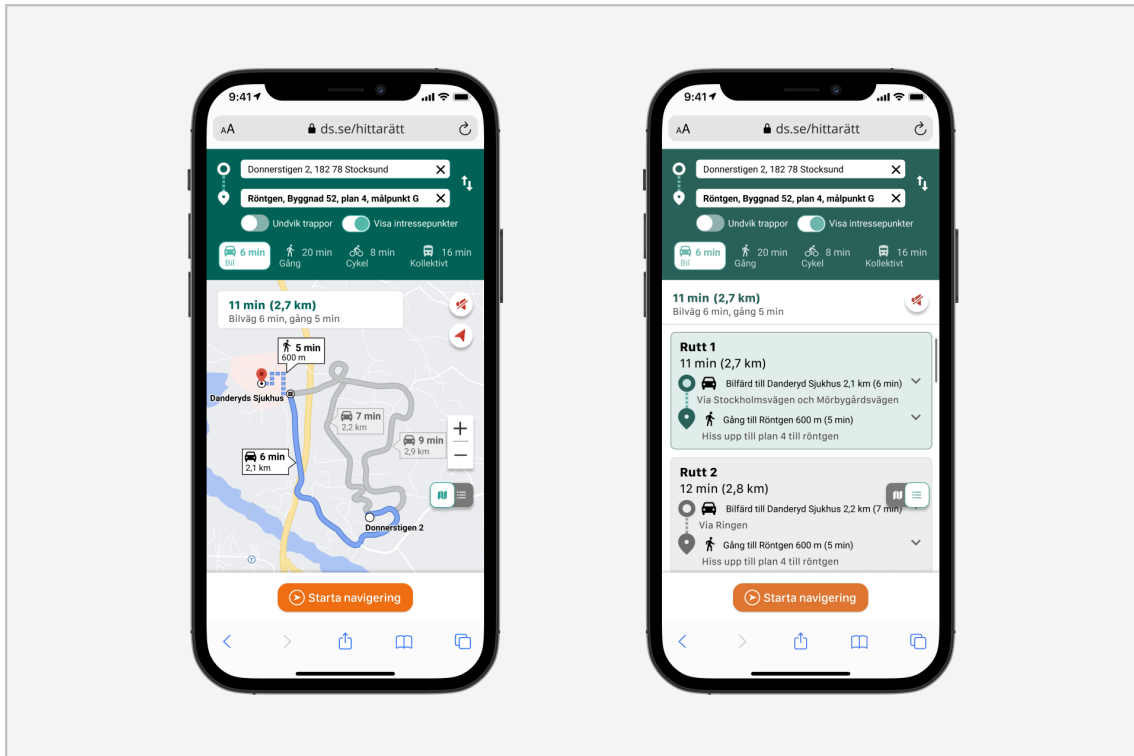 9:41
AA ds.se/hittarätt
Donnerstigen 2, 182 78 Stocksund
Röntgen, Byggnad 52, plan 4, målpunkt G
Undvik trappor Visa intressepunkter
6 min 20 min 8 min 16 min
Bil Gång Cykel Kollektivt
11 min (2,7 km)
Bilväg 6 min, gång 5 min
5 min
600 m
Danderyds Sjukhus
7 min
2,2 km
9 min
2,9 km
6 min
2,1 km
Donnerstigen 2
T
Starta navigering
9:41
AA ds.se/hittarätt
Donnerstigen 2, 182 78 Stocksund
Röntgen, Byggnad 52, plan 4, målpunkt G
Undvik trappor Visa intressepunkter
6 min 20 min 8 min 16 min
Bil Gång Cykel Kollektivt
11 min (2,7 km)
Bilväg 6 min, gång 5 min
Rutt 1
11 min (2,7 km)
Bilfärd till Danderyd Sjukhus 2,1 km (6 min)
Via Stockholmsvägen och Mörbygårdsvägen
Gång till Röntgen 600 m (5 min)
Hiss upp till plan 4 till röntgen
Rutt 2
12 min (2,8 km)
Bilfärd till Danderyd Sjukhus 2,2 km (7 min)
Via Ringen
Gång till Röntgen 600 m (5 min)
Hiss upp till plan 4 till röntgen
Starta navigering